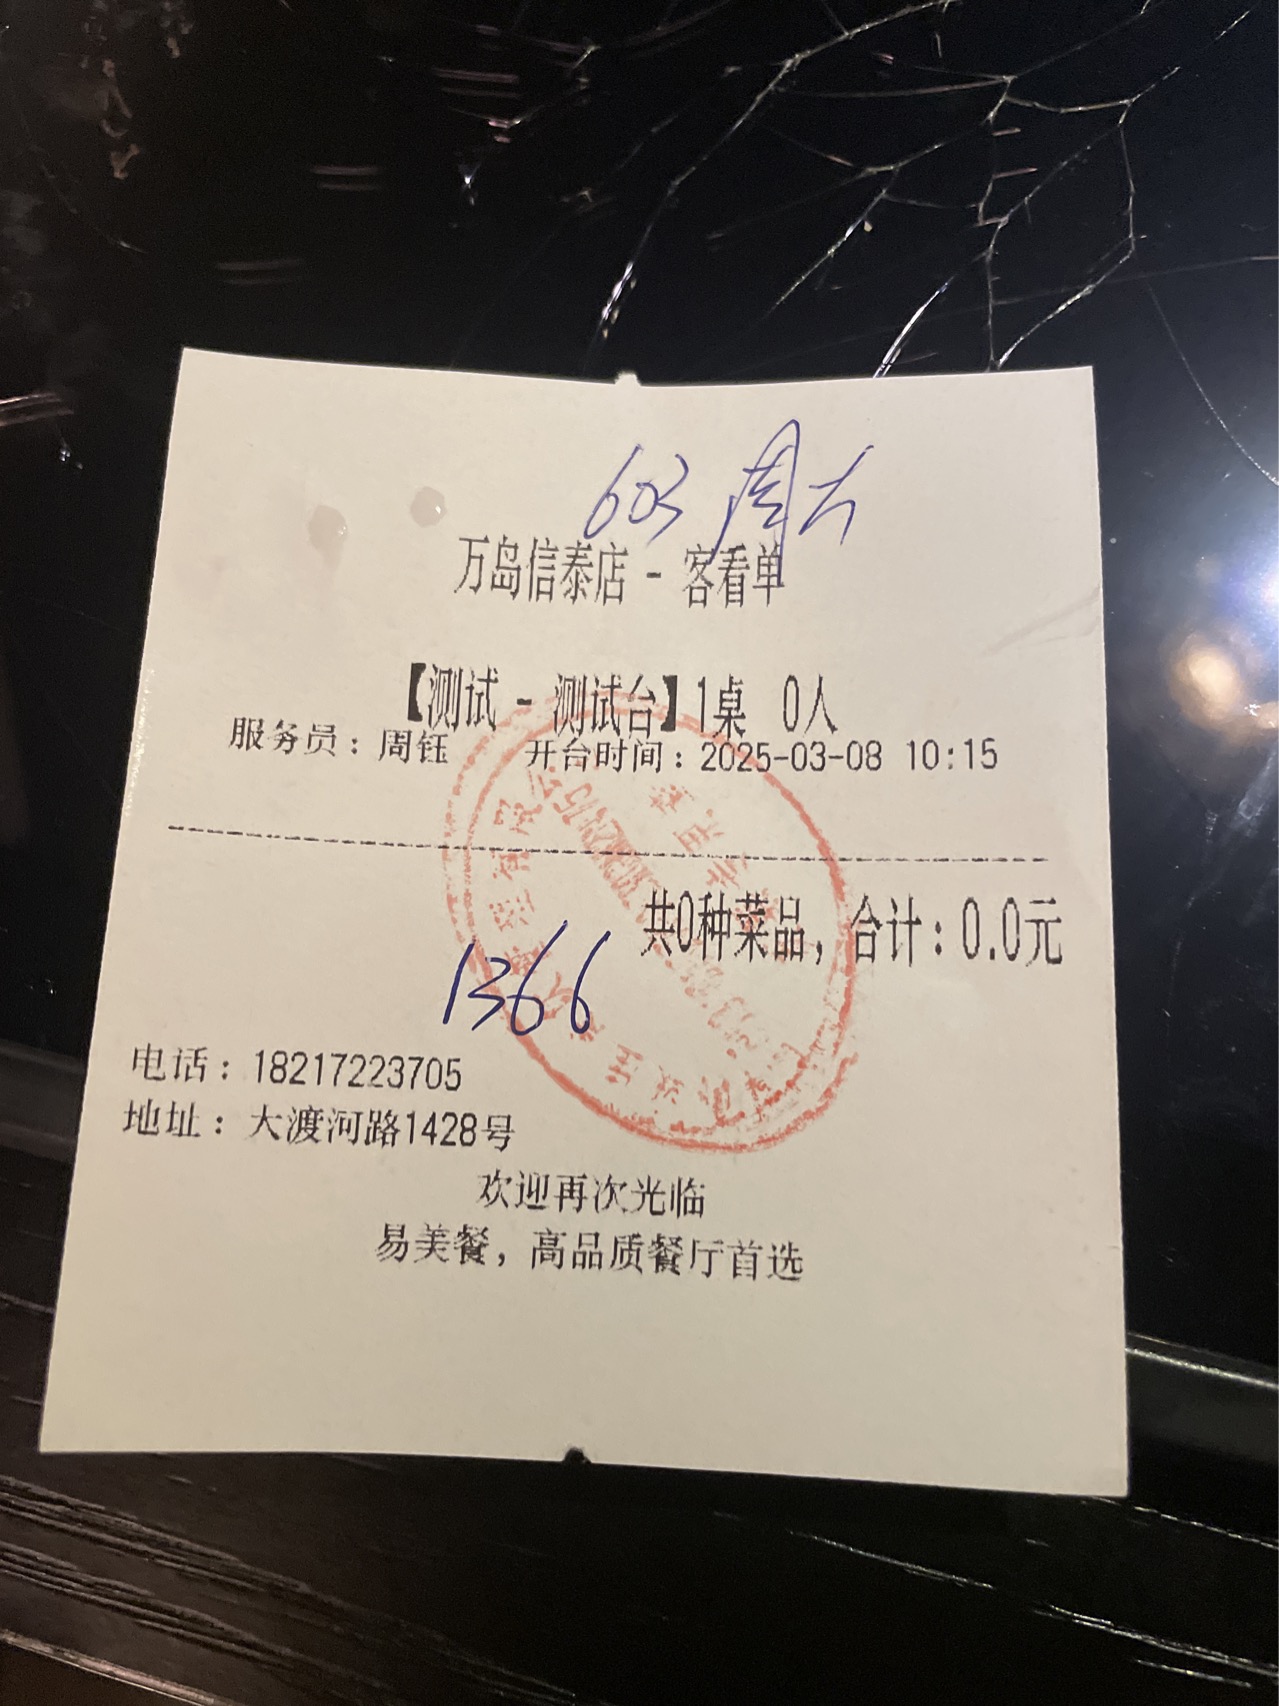 603 周六
万岛信泰店 - 客看单
【测试 - 测试台】1桌 0人
服务员：周钰 开台时间：2025-03-08 10:15
共0种菜品，合计：0.0元
1366
电话：18217223705
地址：大渡河路1428号
欢迎再次光临
易美餐，高品质餐厅首选